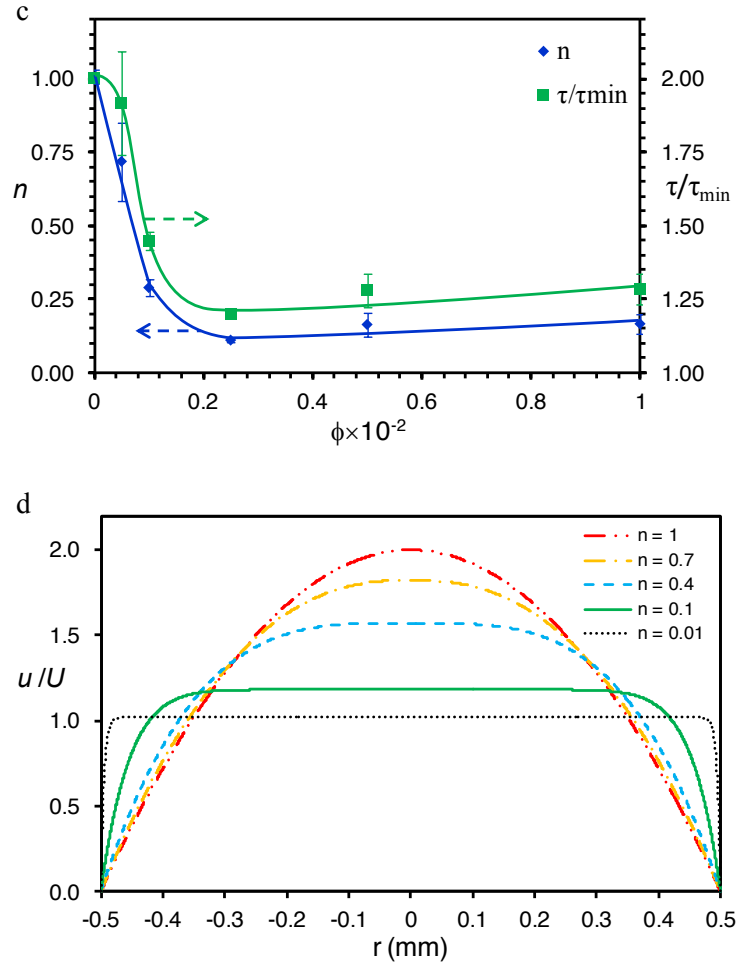 c
n
τ/τmin
1.00
0.75
0.50
0.25
0.00
n
2.00
1.75
1.50
1.25
1.00
τ/τmin
0 0.2 0.4 0.6 0.8 1
ϕ×10-2
d
n = 1
n = 0.7
n = 0.4
n = 0.1
n = 0.01
2.0
1.5
1.0
0.5
0.0
u/U
-0.5 -0.4 -0.3 -0.2 -0.1 0 0.1 0.2 0.3 0.4 0.5
r (mm)